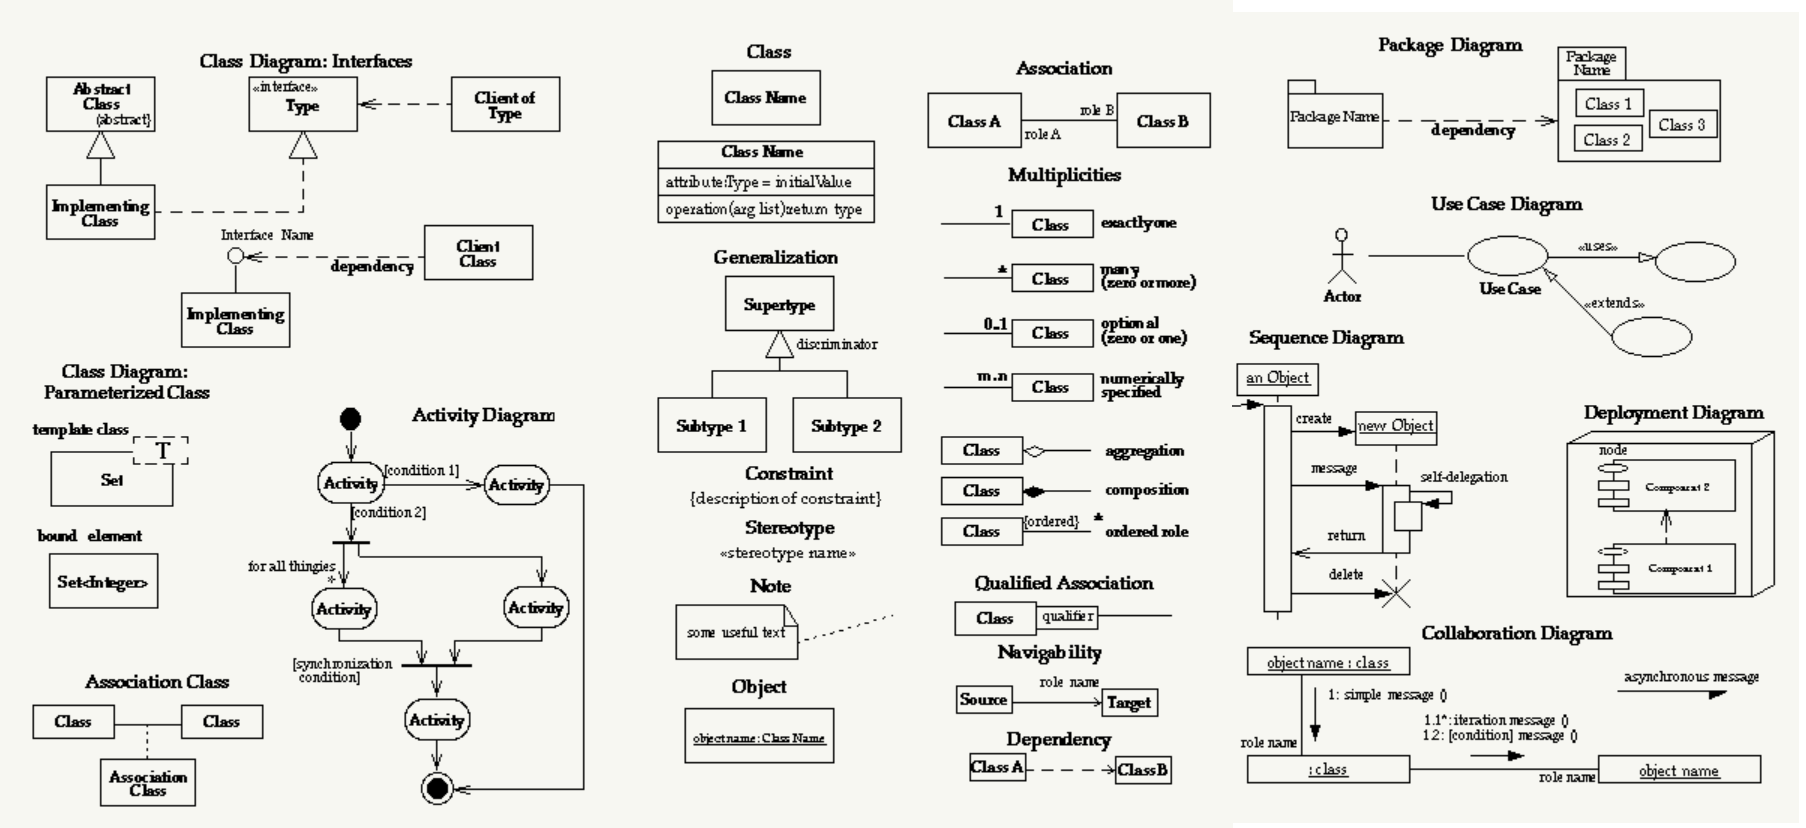 Class Diagram: Interfaces
Abstract
Class
{abstract}
«interface»
Type
Client of
Type
Implementing
Class
Interface Name
dependency
Client
Class
Implementing
Class
Class Diagram:
Parameterized Class
template class
T
Set
bound element
Set<Integer>
Association Class
Class
Class
Association
Class
Activity Diagram
Activity
[condition 1]
Activity
[condition 2]
for all thingies
*
Activity
Activity
[synchronization
condition]
Activity
Class
Class Name
Class Name
attribute:Type = initialValue
operation(arg list):return type
Generalization
Supertype
discriminator
Subtype 1
Subtype 2
Constraint
{description of constraint}
Stereotype
«stereotype name»
Note
some useful text
Object
object name: Class Name
Association
Class A
role B
role A
Class B
Multiplicities
1
Class
exactly one
*
Class
many
(zero or more)
0..1
Class
optional
(zero or one)
m..n
Class
numerically
specified
Class
aggregation
Class
composition
Class
{ordered}
*
ordered role
Qualified Association
Class
qualifier
Navigability
Source
role name
Target
Dependency
Class A
Class B
Package Diagram
Package Name
dependency
Package
Name
Class 1
Class 2
Class 3
Use Case Diagram
Actor
Use Case
«uses»
«extends»
Sequence Diagram
an Object
create
new Object
message
self-delegation
return
delete
Deployment Diagram
node
Component 2
Component 1
Collaboration Diagram
object name : class
1: simple message ()
asynchronous message
1.1*: iteration message ()
1.2: [condition] message ()
role name
: class
role name
object name